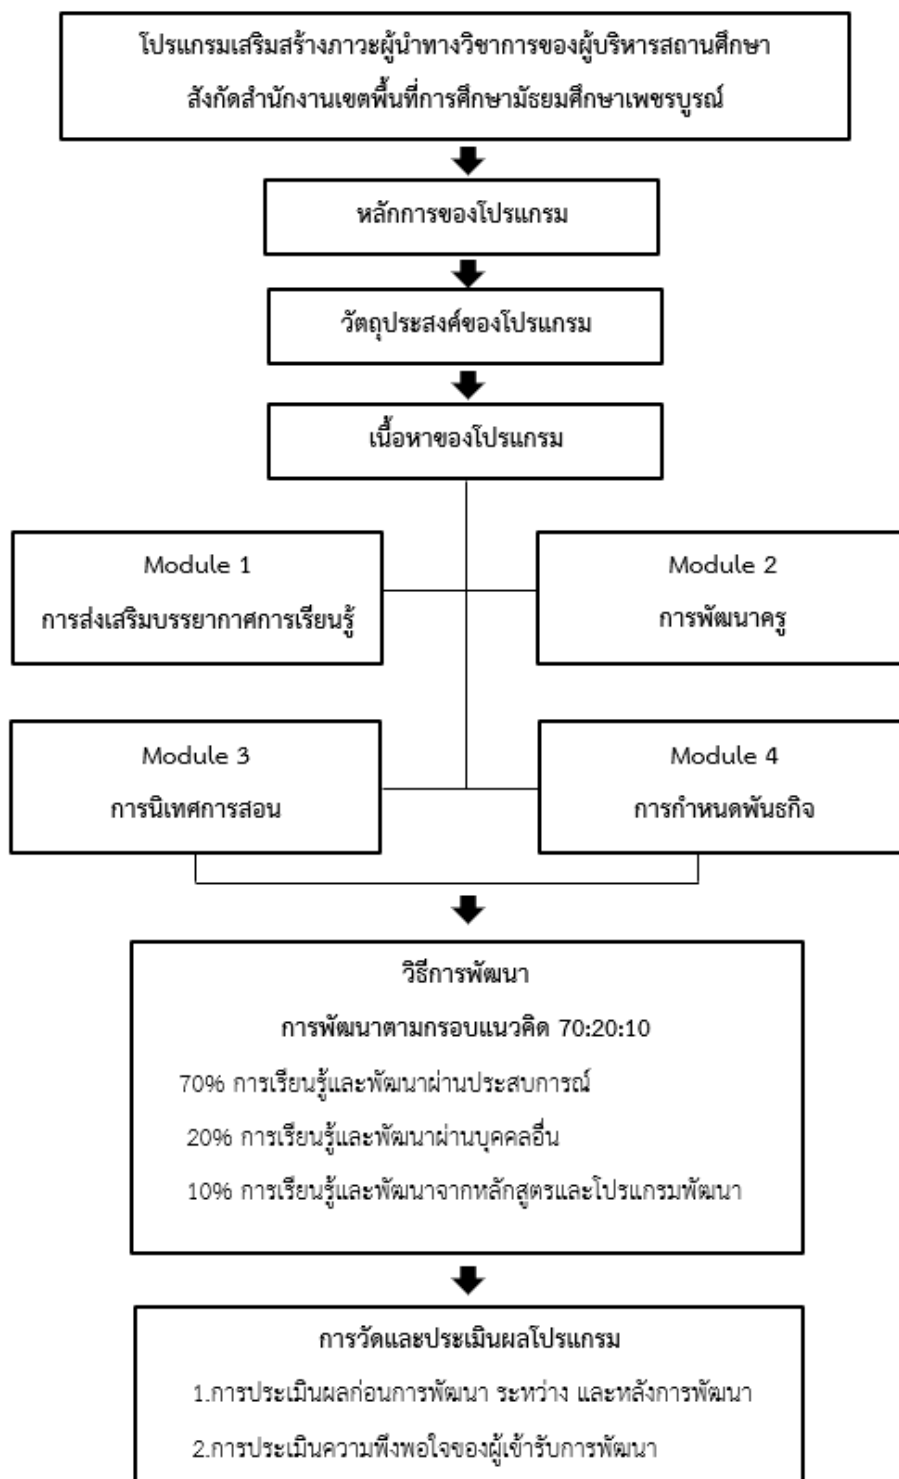 โปรแกรมเสริมสร้างภาวะผู้นำทางวิชาการของผู้บริหารสถานศึกษา
สังกัดสำนักงานเขตพื้นที่การศึกษามัธยมศึกษาเพชรบูรณ์
หลักการของโปรแกรม
วัตถุประสงค์ของโปรแกรม
เนื้อหาของโปรแกรม
Module 1
การส่งเสริมบรรยากาศการเรียนรู้
Module 2
การพัฒนาครู
Module 3
การนิเทศการสอน
Module 4
การกำหนดพันธกิจ
วิธีการพัฒนา
การพัฒนาตามกรอบแนวคิด 70:20:10
70% การเรียนรู้และพัฒนาผ่านประสบการณ์
20% การเรียนรู้และพัฒนาผ่านบุคคลอื่น
10% การเรียนรู้และพัฒนาจากหลักสูตรและโปรแกรมพัฒนา
การวัดและประเมินผลโปรแกรม
1.การประเมินผลก่อนการพัฒนา ระหว่าง และหลังการพัฒนา
2.การประเมินความพึงพอใจของผู้เข้ารับการพัฒนา